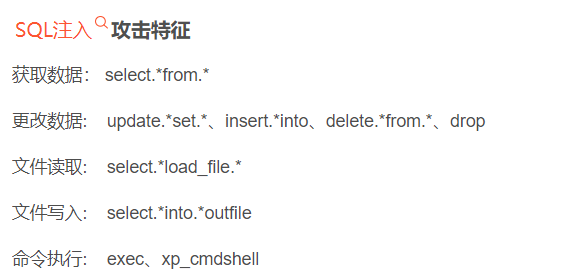 SQL注入攻击特征
获取数据： select.*from.*
更改数据： update.*set.*、insert.*into、delete.*from.*、drop
文件读取： select.*load_file.*
文件写入： select.*into.*outfile
命令执行： exec、xp_cmdshell